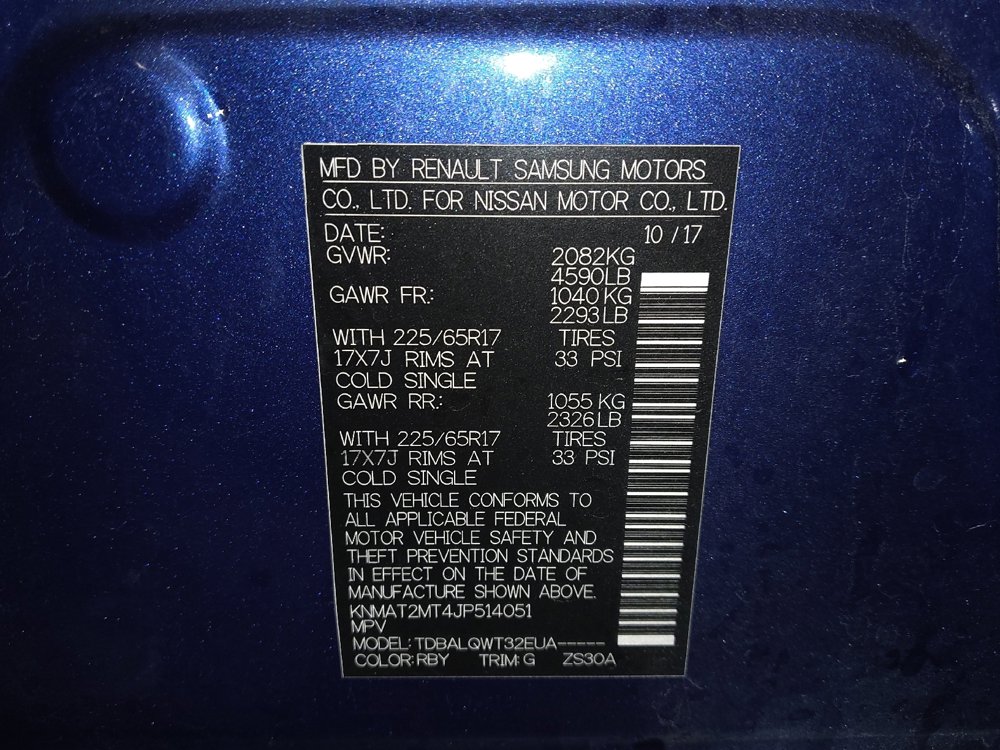 MFD BY RENAULT SAMSUNG MOTORS
CO., LTD. FOR NISSAN MOTOR CO., LTD.
DATE: 10 / 17
GVWR: 2082KG
4590LB
GAWR FR.: 1040 KG
2293 LB
WITH 225/65R17 TIRES
17X7J RIMS AT 33 PSI
COLD SINGLE
GAWR RR.: 1055 KG
2326 LB
WITH 225/65R17 TIRES
17X7J RIMS AT 33 PSI
COLD SINGLE
THIS VEHICLE CONFORMS TO
ALL APPLICABLE FEDERAL
MOTOR VEHICLE SAFETY AND
THEFT PREVENTION STANDARDS
IN EFFECT ON THE DATE OF
MANUFACTURE SHOWN ABOVE.
KNMAT2MT4JP514051
MPV
MODEL: TDBALQWT32EUA-----
COLOR: RBY TRIM: G ZS30A